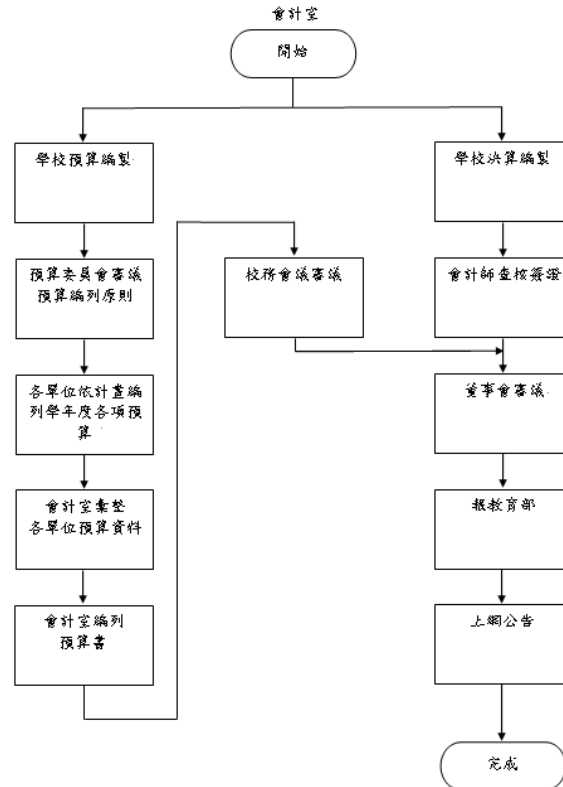 會計室
開始
學校預算編製
學校決算編製
預算委員會審議
預算編列原則
校務會議審議
會計師查核簽證
各單位依計畫編
列學年度各項預
算
董事會審議
會計室彙整
各單位預算資料
報教育部
會計室編列
預算書
上網公告
完成